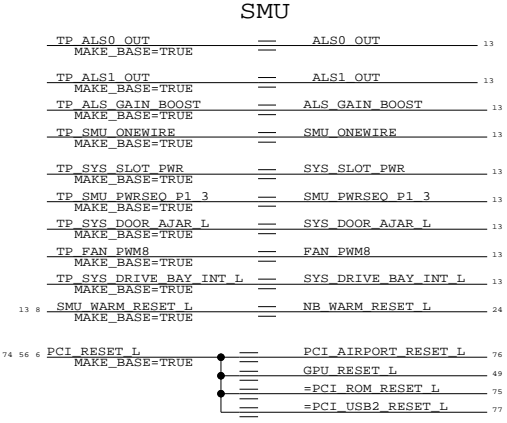 SMU
TP_ALS0_OUT ALS0_OUT 13
MAKE_BASE=TRUE
TP_ALS1_OUT ALS1_OUT 13
MAKE_BASE=TRUE
TP_ALS_GAIN_BOOST ALS_GAIN_BOOST 13
MAKE_BASE=TRUE
TP_SMU_ONEWIRE SMU_ONEWIRE 13
MAKE_BASE=TRUE
TP_SYS_SLOT_PWR SYS_SLOT_PWR 13
MAKE_BASE=TRUE
TP_SMU_PWRSEQ_P1_3 SMU_PWRSEQ_P1_3 13
MAKE_BASE=TRUE
TP_SYS_DOOR_AJAR_L SYS_DOOR_AJAR_L 13
MAKE_BASE=TRUE
TP_FAN_PWM8 FAN_PWM8 13
MAKE_BASE=TRUE
TP_SYS_DRIVE_BAY_INT_L SYS_DRIVE_BAY_INT_L 13
MAKE_BASE=TRUE
13 8 SMU_WARM_RESET_L NB_WARM_RESET_L 24
MAKE_BASE=TRUE
74 56 6 PCI_RESET_L PCI_AIRPORT_RESET_L 76
MAKE_BASE=TRUE
GPU_RESET_L 49
=PCI_ROM_RESET_L 75
=PCI_USB2_RESET_L 77